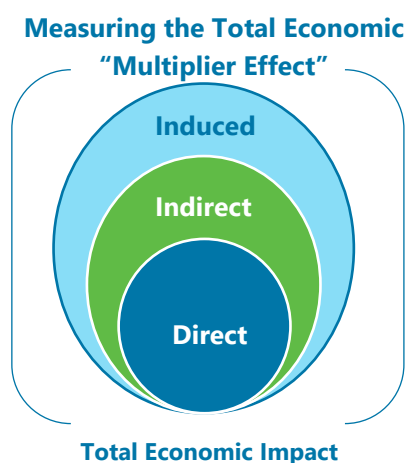 Measuring the Total Economic
“Multiplier Effect”
Induced
Indirect
Direct
Total Economic Impact